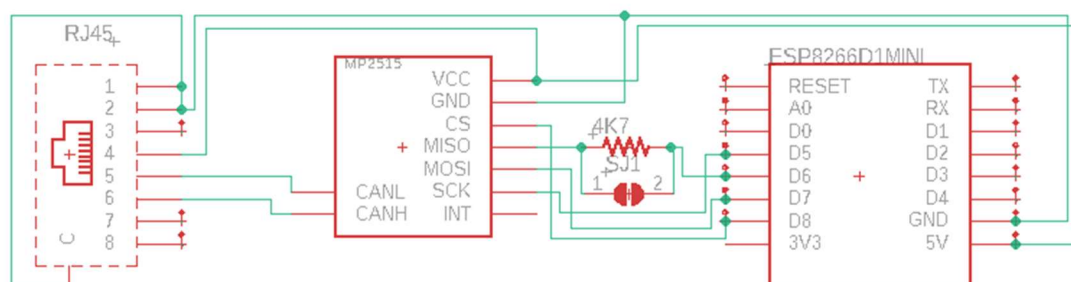 RJ45
1
2
3
4
5
6
7
8
C
MP2515
VCC
GND
CS
MISO
MOSI
SCK
INT
CANL
CANH
4K7
SJ1
1 2
ESP8266D1MINI
RESET TX
A0 RX
D0 D1
D5 D2
D6 D3
D7 D4
D8 GND
3V3 5V